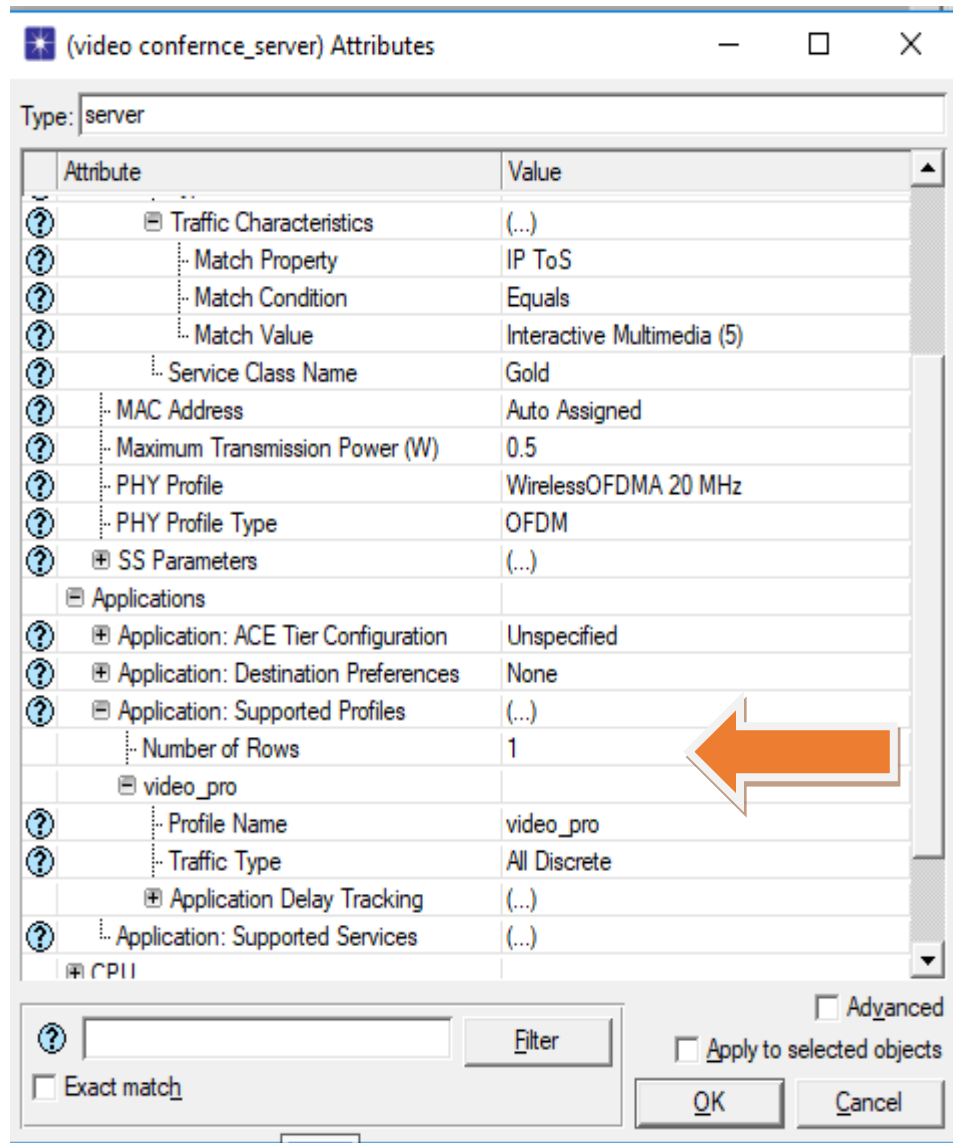 (video confernce_server) Attributes
Type: server
Attribute Value
Traffic Characteristics (...)
Match Property IP ToS
Match Condition Equals
Match Value Interactive Multimedia (5)
Service Class Name Gold
MAC Address Auto Assigned
Maximum Transmission Power (W) 0.5
PHY Profile WirelessOFDMA 20 MHz
PHY Profile Type OFDM
SS Parameters (...)
Applications
Application: ACE Tier Configuration Unspecified
Application: Destination Preferences None
Application: Supported Profiles (...)
Number of Rows 1
video_pro
Profile Name video_pro
Traffic Type All Discrete
Application Delay Tracking (...)
Application: Supported Services (...)
CPU
Advanced
Filter
Apply to selected objects
Exact match
OK Cancel